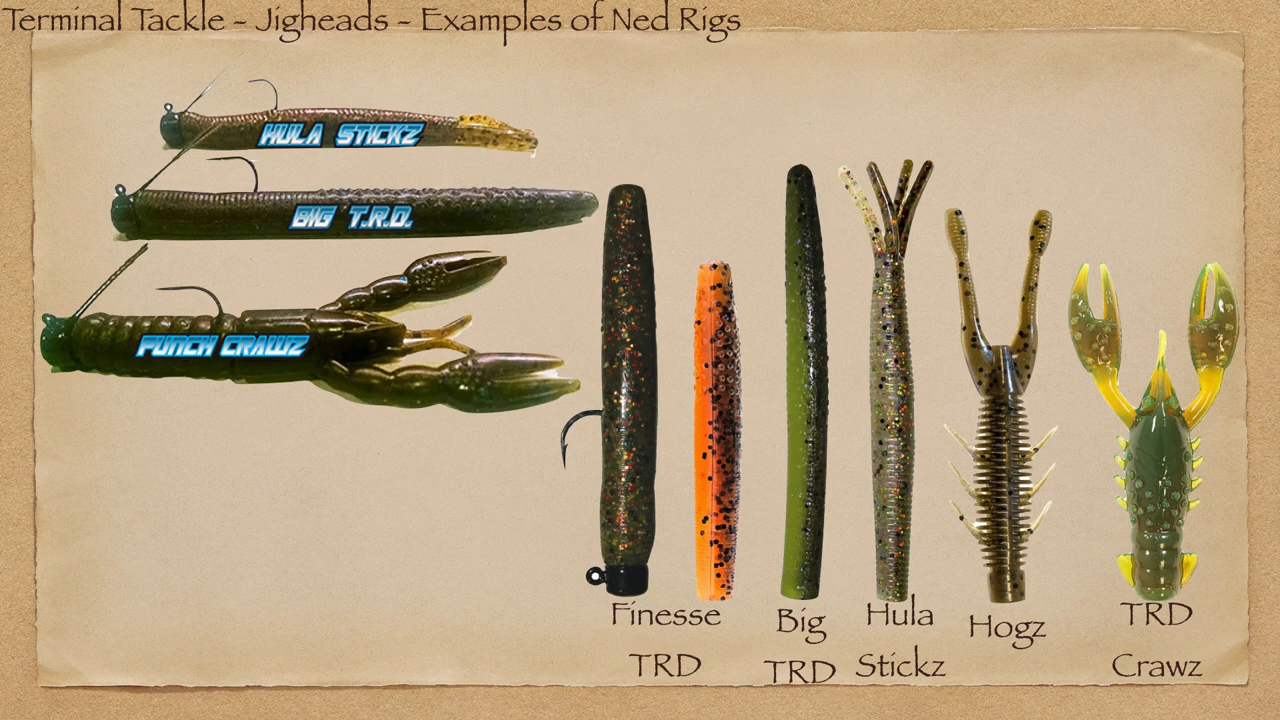 Terminal Tackle - Jigheads - Examples of Ned Rigs
HULA STICKZ
BIG T.R.D.
PUNCH CRAWZ
Finesse
TRD
Big
TRD
Hula
Stickz
Hogz
TRD
Crawz